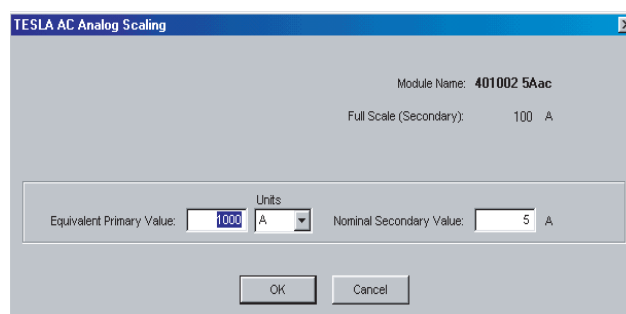 TESLA AC Analog Scaling
Module Name: 401002 5Aac
Full Scale (Secondary): 100 A
Units
Equivalent Primary Value: 1000 A Nominal Secondary Value: 5 A
OK Cancel